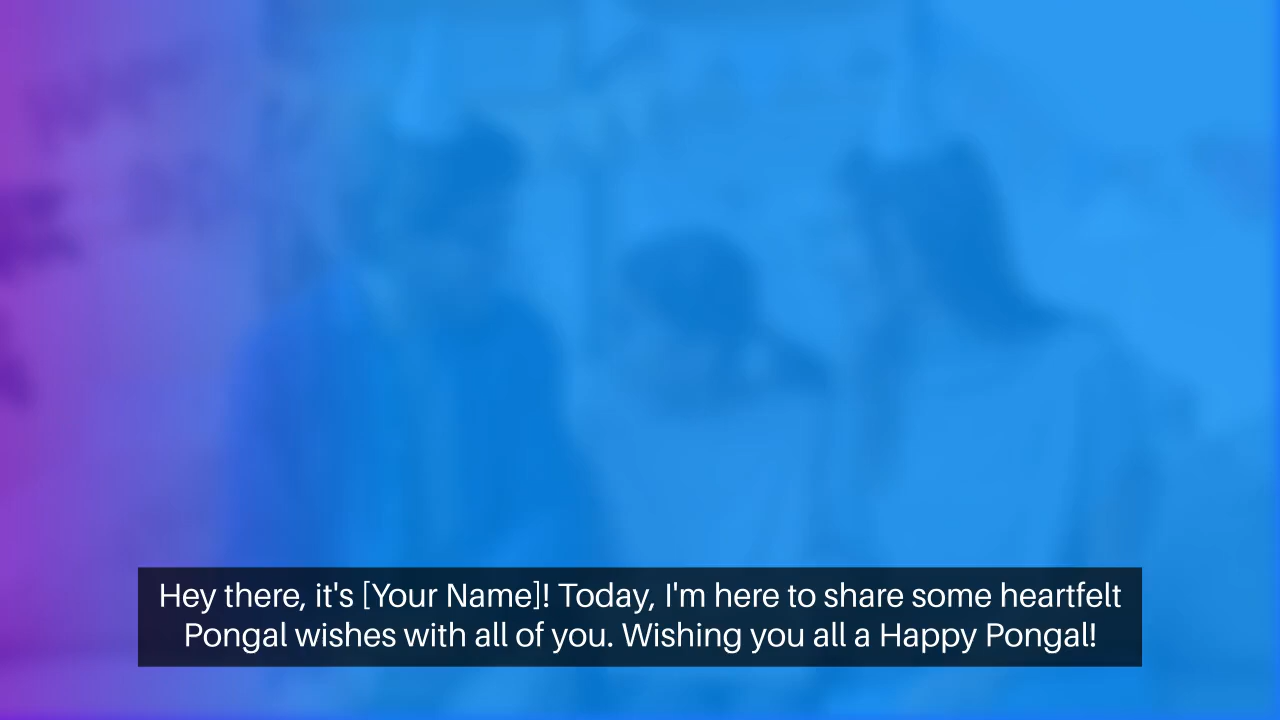 Hey there, it's [Your Name]! Today, I'm here to share some heartfelt
Pongal wishes with all of you. Wishing you all a Happy Pongal!